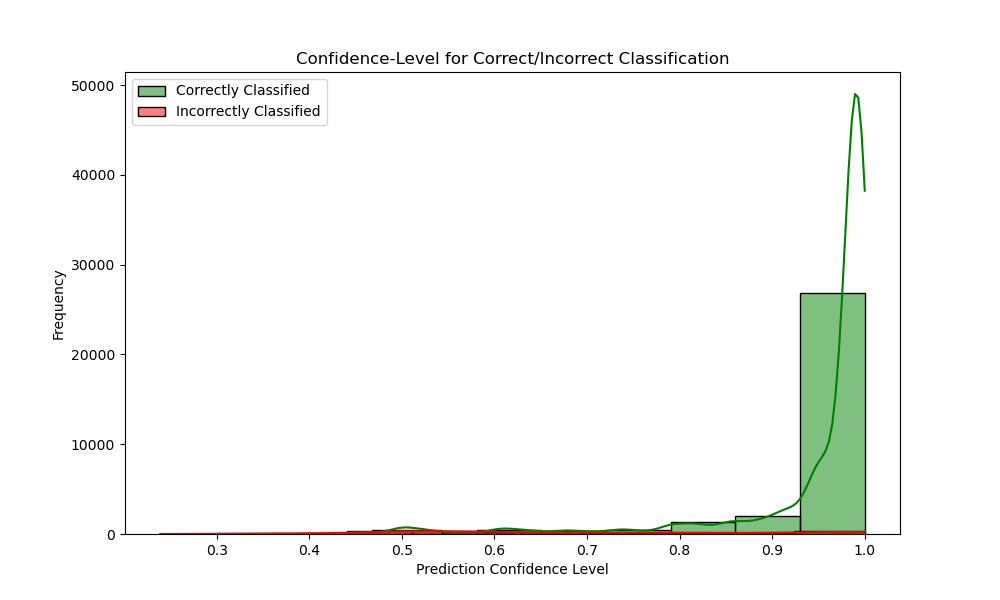 Confidence-Level for Correct/Incorrect Classification
Correctly Classified
Incorrectly Classified
Frequency
50000
40000
30000
20000
10000
0
0.3 0.4 0.5 0.6 0.7 0.8 0.9 1.0
Prediction Confidence Level